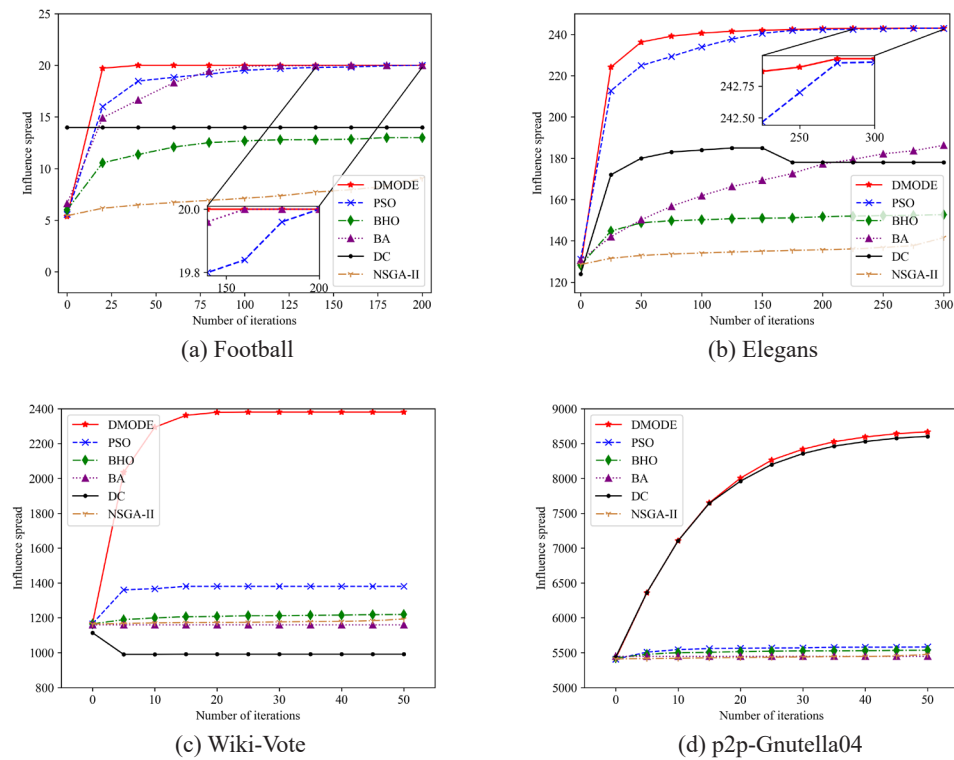 25
20
15
10
5
0
Influence spread
20.0
19.8
150
200
DMODE
PSO
BHO
BA
DC
NSGA-II
0 25 50 75 100 125 150 175 200
Number of iterations
(a) Football
240
220
200
180
160
140
120
Influence spread
242.75
242.50
250
300
DMODE
PSO
BHO
BA
DC
NSGA-II
0 50 100 150 200 250 300
Number of iterations
(b) Elegans
2400
2200
2000
1800
1600
1400
1200
1000
800
Influence spread
DMODE
PSO
BHO
BA
DC
NSGA-II
0 10 20 30 40 50
Number of iterations
(c) Wiki-Vote
9000
8500
8000
7500
7000
6500
6000
5500
5000
Influence spread
DMODE
PSO
BHO
BA
DC
NSGA-II
0 10 20 30 40 50
Number of iterations
(d) p2p-Gnutella04